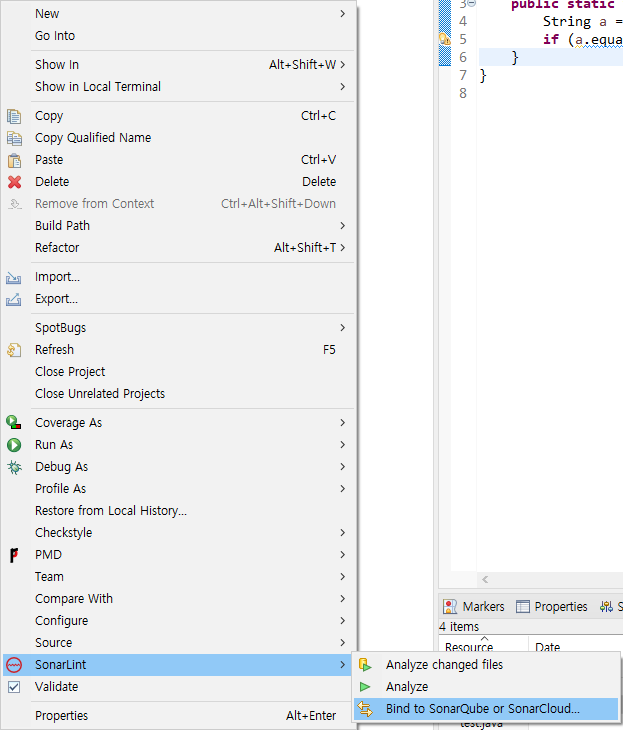 New
Go Into
Show In Alt+Shift+W
Show in Local Terminal
Copy Ctrl+C
Copy Qualified Name
Paste Ctrl+V
Delete Delete
Remove from Context Ctrl+Alt+Shift+Down
Build Path
Refactor Alt+Shift+T
Import...
Export...
SpotBugs
Refresh F5
Close Project
Close Unrelated Projects
Coverage As
Run As
Debug As
Profile As
Restore from Local History...
Checkstyle
PMD
Team
Compare With
Configure
Source
SonarLint
Validate
Properties Alt+Enter
3 public static
4 String a =
5 if (a.equa
6 }
7 }
8
Markers Properties S
4 items
Resource Date
Analyze changed files
Analyze
Bind to SonarQube or SonarCloud...
test.java